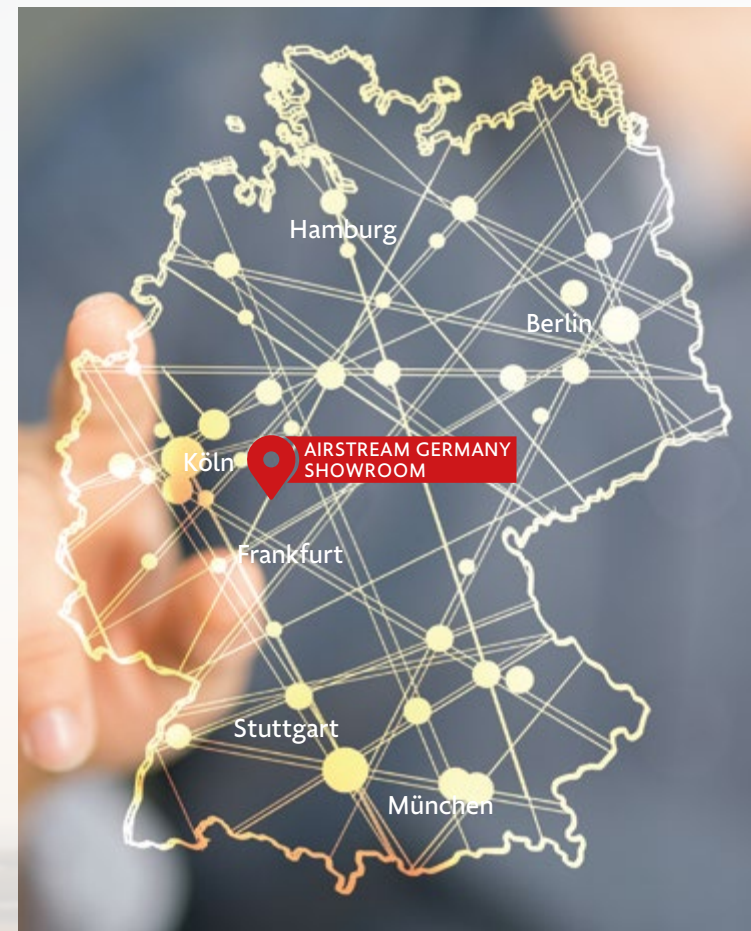 Hamburg
Berlin
AIRSTREAM GERMANY
SHOWROOM
Köln
Frankfurt
Stuttgart
München